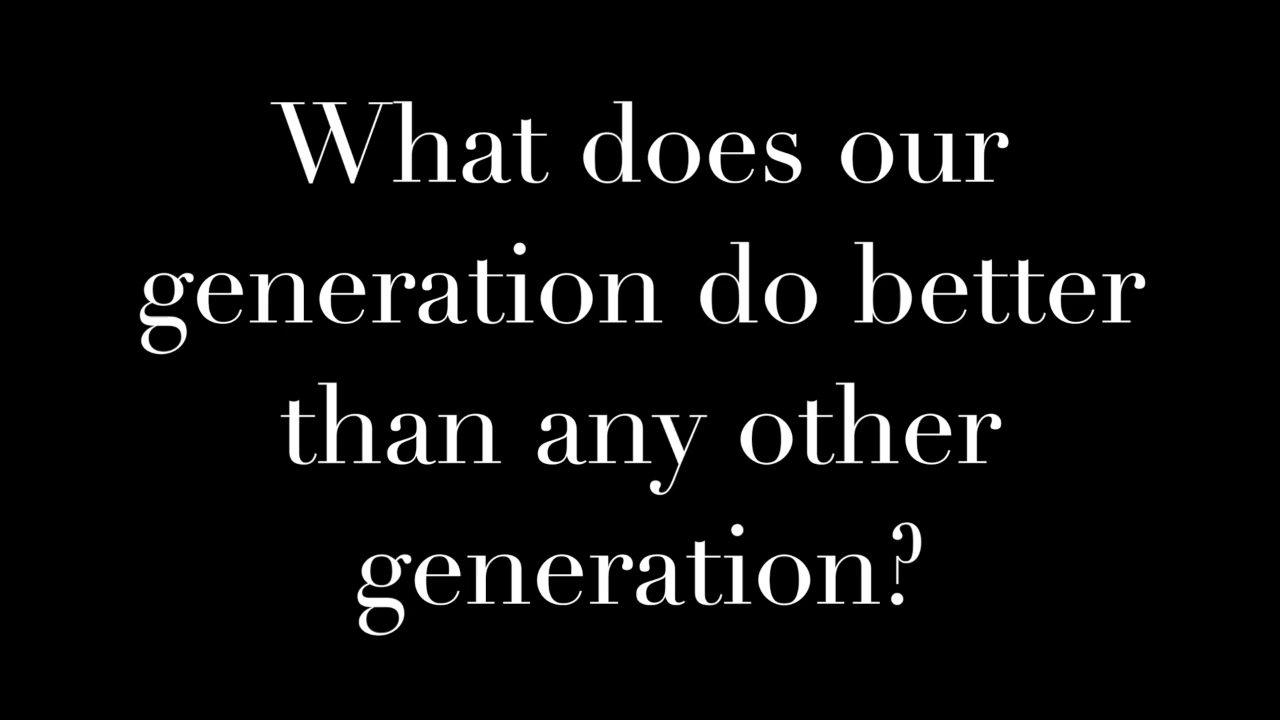 What does our
generation do better
than any other
generation?